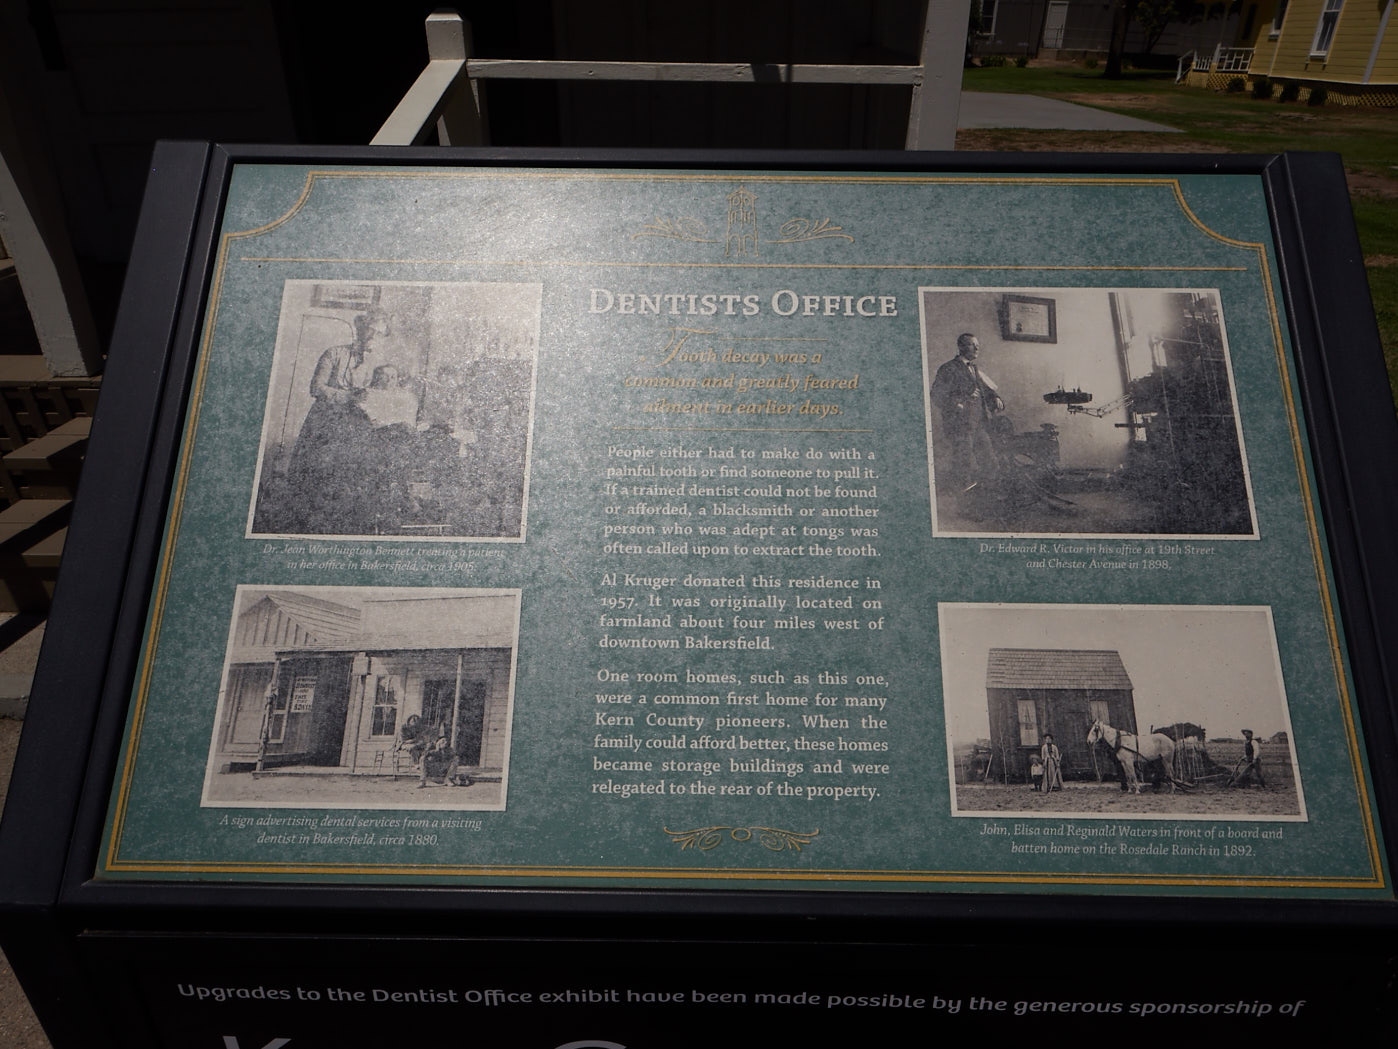 DENTISTS OFFICE
Tooth decay was a
common and greatly feared
ailment in earlier days.
People either had to make do with a
painful tooth or find someone to pull it.
If a trained dentist could not be found
or afforded, a blacksmith or another
person who was adept at tongs was
often called upon to extract the tooth.
Al Kruger donated this residence in
1957. It was originally located on
farmland about four miles west of
downtown Bakersfield.
One room homes, such as this one,
were a common first home for many
Kern County pioneers. When the
family could afford better, these homes
became storage buildings and were
relegated to the rear of the property.
Dr. Jean Worthington Bennett treating a patient
in her office in Bakersfield, circa 1905.
A sign advertising dental services from a visiting
dentist in Bakersfield, circa 1880.
Dr. Edward R. Victor in his office at 19th Street
and Chester Avenue in 1898.
John, Elisa and Reginald Waters in front of a board and
batten home on the Rosedale Ranch in 1892.
Upgrades to the Dentist Office exhibit have been made possible by the generous sponsorship of